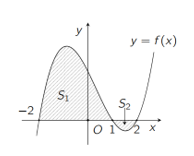 y
y = f(x)
S₁
S₂
−2
O 1 2 x